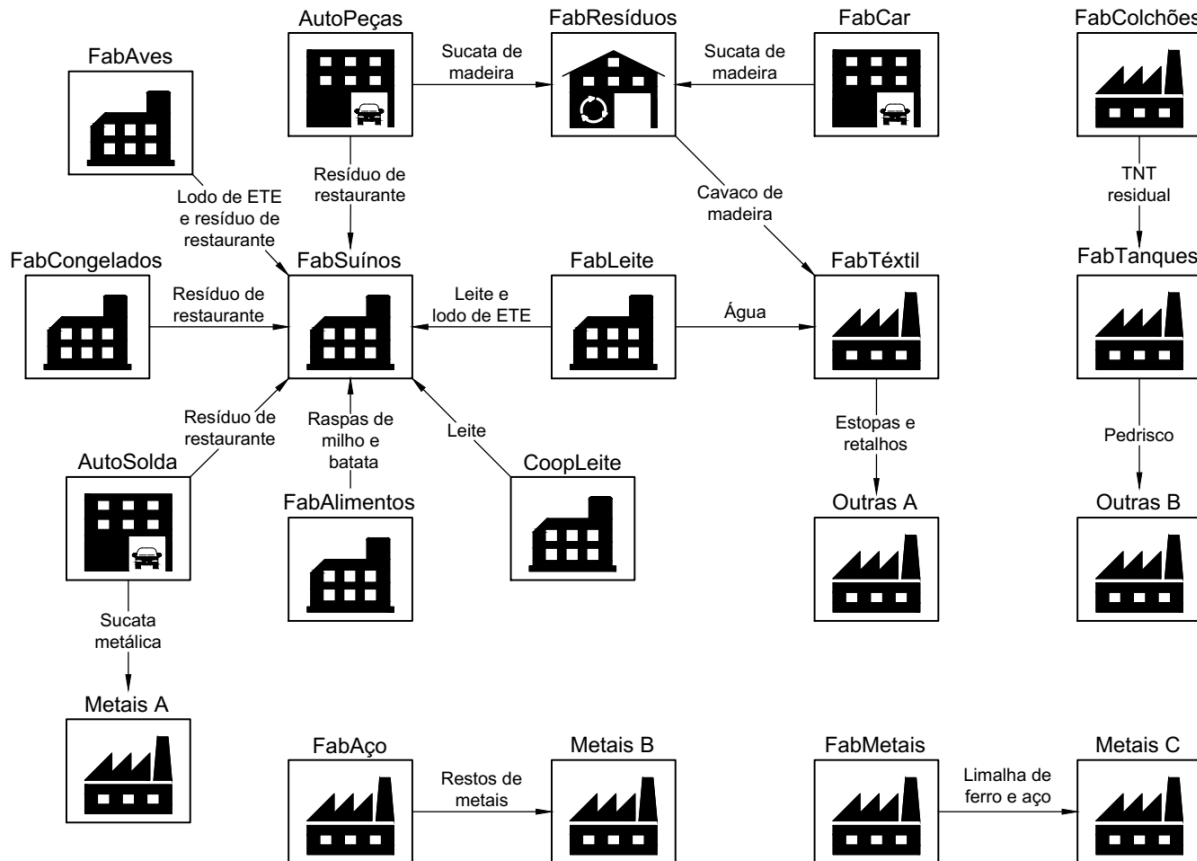 AutoPeças
FabResíduos
FabCar
FabColchões
FabAves
Sucata de
madeira
Sucata de
madeira
Resíduo de
restaurante
TNT
residual
Lodo de ETE
e resíduo de
restaurante
Cavaco de
madeira
FabCongelados
FabSuínos
FabLeite
FabTéxtil
FabTanques
Resíduo de
restaurante
Leite e
lodo de ETE
Água
Resíduo de
restaurante
Raspas de
milho e
batata
Leite
Estopas e
retalhos
Pedrisco
AutoSolda
FabAlimentos
CoopLeite
Outras A
Outras B
Sucata
metálica
Metais A
FabAço
Metais B
FabMetais
Metais C
Restos de
metais
Limalha de
ferro e aço